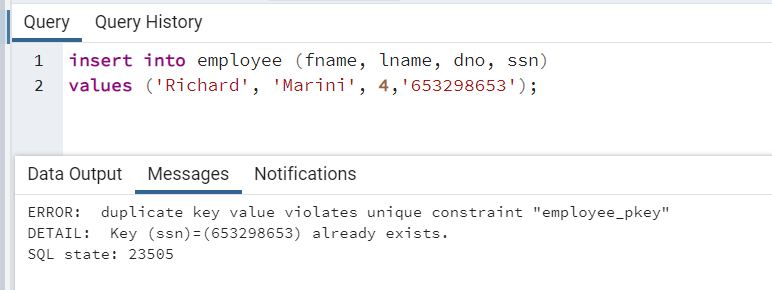 Query Query History
1 insert into employee (fname, lname, dno, ssn)
2 values ('Richard', 'Marini', 4,'653298653');
Data Output Messages Notifications
ERROR:  duplicate key value violates unique constraint "employee_pkey"
DETAIL:  Key (ssn)=(653298653) already exists.
SQL state: 23505